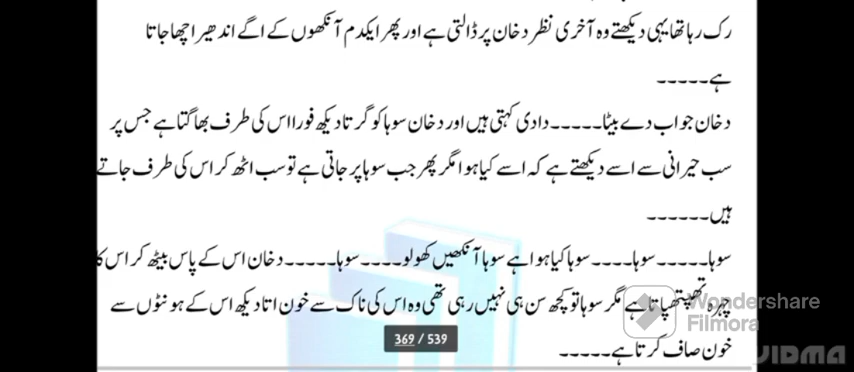 رک رہا تھا یہی دیکھتے وہ آخری نظر دخان پر ڈالتی ہے اور پھر ایکدم آنکھوں کے اگے اندھیرا چھا جاتا
ہے-----
دخان جواب دے بیٹا-----دادی کہتی ہیں اور دخان سوہا کو گرتا دیکھ فورا اس کی طرف بھاگتا ہے جس پر
سب حیرانی سے اسے دیکھتے ہے کہ اسے کیا ہوا مگر پھر جب سوہا پر جاتی ہے تو سب اٹھ کر اس کی طرف جاتے
ہیں------
سوہا-----سوہا----سوہا کیا ہوا ہے سوہا آنکھیں کھولو----سوہا-----دخان اس کے پاس بیٹھ کر اس کا
چہرہ تھپتھپاتا ہے مگر سوہا تو کچھ سن ہی نہیں رہی تھی وہ اس کی ناک سے خون اتا دیکھ اس کے ہونٹوں سے
خون صاف کرتا ہے-----
369 / 539
Wondershare
Filmora
VIDMA